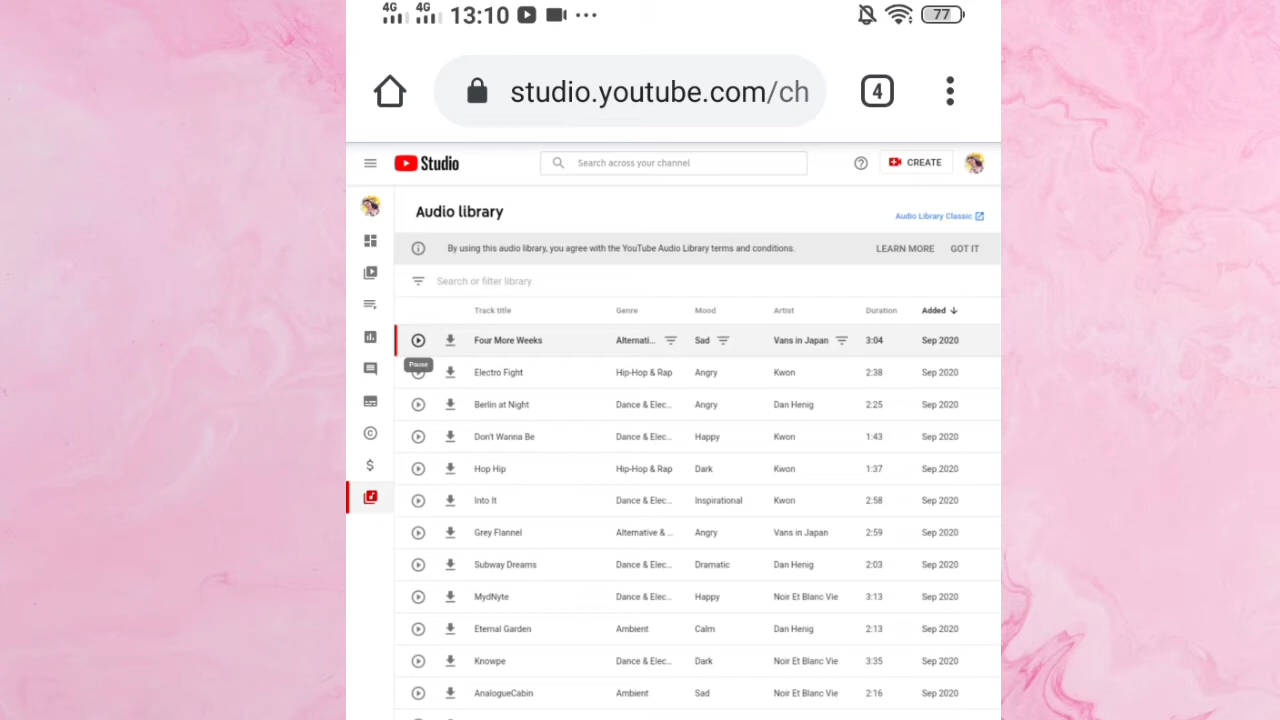 4G 4G 13:10 77
studio.youtube.com/ch 4
Studio Search across your channel CREATE
Audio library
Audio Library Classic
By using this audio library, you agree with the YouTube Audio Library terms and conditions. LEARN MORE GOT IT
Search or filter library
Track title Genre Mood Artist Duration Added
Four More Weeks Alternati... Sad Vans in Japan 3:04 Sep 2020
Pause
Electro Fight Hip-Hop & Rap Angry Kwon 2:38 Sep 2020
Berlin at Night Dance & Elec... Angry Dan Henig 2:25 Sep 2020
Don't Wanna Be Dance & Elec... Happy Kwon 1:43 Sep 2020
Hop Hip Hip-Hop & Rap Dark Kwon 1:37 Sep 2020
Into It Dance & Elec... Inspirational Kwon 2:58 Sep 2020
Grey Flannel Alternative & ... Angry Vans in Japan 2:59 Sep 2020
Subway Dreams Dance & Elec... Dramatic Dan Henig 2:03 Sep 2020
MydNyte Dance & Elec... Happy Noir Et Blanc Vie 3:13 Sep 2020
Eternal Garden Ambient Calm Dan Henig 2:13 Sep 2020
Knowpe Dance & Elec... Dark Noir Et Blanc Vie 3:35 Sep 2020
AnalogueCabin Ambient Sad Noir Et Blanc Vie 2:16 Sep 2020